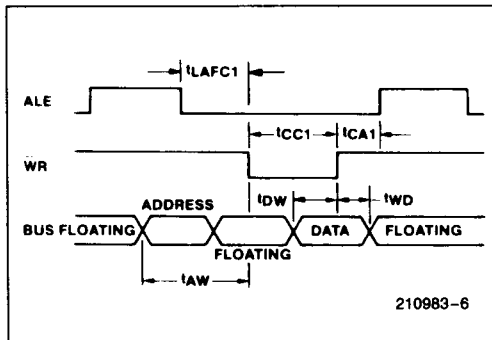 tLAFC1
ALE
tCC1 tCA1
WR
ADDRESS tDW tWD
BUS FLOATING DATA FLOATING
FLOATING
tAW
210983-6